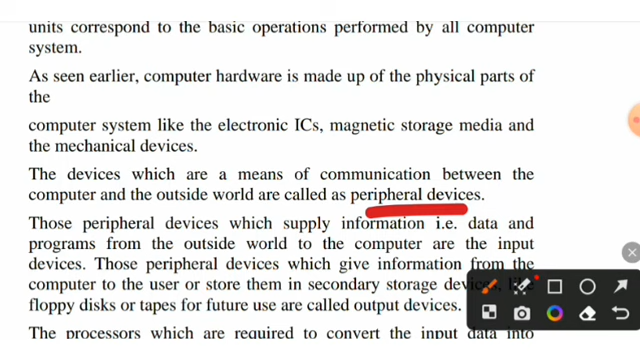 units correspond to the basic operations performed by all computer
system.
As seen earlier, computer hardware is made up of the physical parts of
the
computer system like the electronic ICs, magnetic storage media and
the mechanical devices.
The devices which are a means of communication between the
computer and the outside world are called as peripheral devices.
Those peripheral devices which supply information i.e. data and
programs from the outside world to the computer are the input
devices. Those peripheral devices which give information from the
computer to the user or store them in secondary storage devices, like
floppy disks or tapes for future use are called output devices.
The processors which are required to convert the input data into